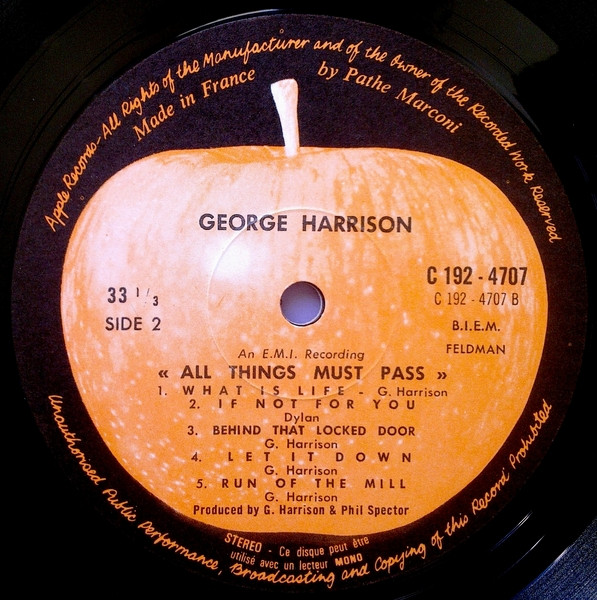 Apple Records-All Rights of the Manufacturer and of the Owner of the Recorded Work Reserved
Made in France by Pathe Marconi
GEORGE HARRISON
33 1/3
SIDE 2
C 192 - 4707
C 192 - 4707 B
B.I.E.M.
FELDMAN
An E.M.I. Recording
« ALL THINGS MUST PASS »
1. WHAT IS LIFE - G. Harrison
2. IF NOT FOR YOU
Dylan
3. BEHIND THAT LOCKED DOOR
G. Harrison
4. LET IT DOWN
G. Harrison
5. RUN OF THE MILL
G. Harrison
Produced by G. Harrison & Phil Spector
STEREO - Ce disque peut être
utilisé avec un lecteur MONO
Unauthorised Public Performance, Broadcasting and Copying of this Record Prohibited